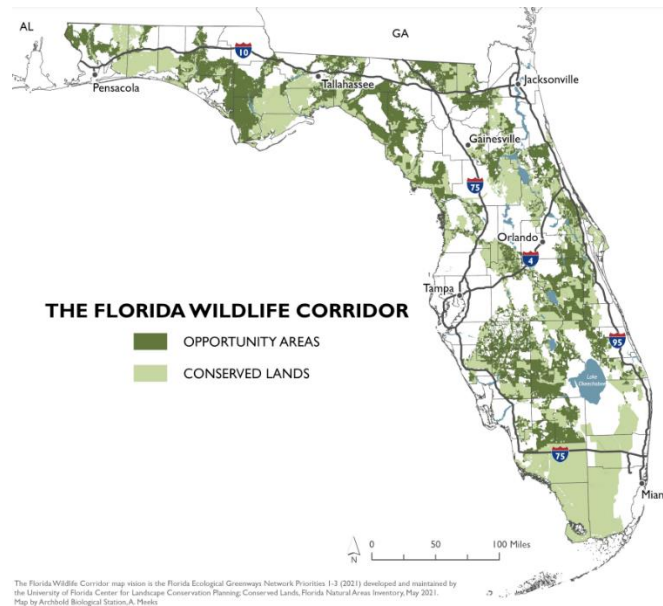 AL
GA
10
Jacksonville
Pensacola
Tallahassee
Gainesville
75
Orlando
4
Tampa
THE FLORIDA WILDLIFE CORRIDOR
OPPORTUNITY AREAS
95
CONSERVED LANDS
Lake
Okeechobee
75
Miam
N
0 50 100 Miles
The Florida Wildlife Corridor map vision is the Florida Ecological Greenways Network Priorities 1-3 (2021) developed and maintained by
the University of Florida Center for Landscape Conservation Planning; Conserved Lands, Florida Natural Areas Inventory, May 2021.
Map by Archbold Biological Station, A. Meeks